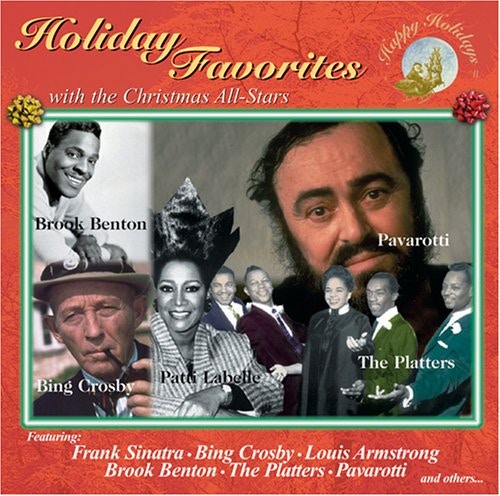 Holiday
Favorites
with the Christmas All-Stars
Happy Holidays
Brook Benton
Pavarotti
The Platters
Bing Crosby
Patti Labelle
Featuring:
Frank Sinatra · Bing Crosby · Louis Armstrong
Brook Benton · The Platters · Pavarotti
and others...